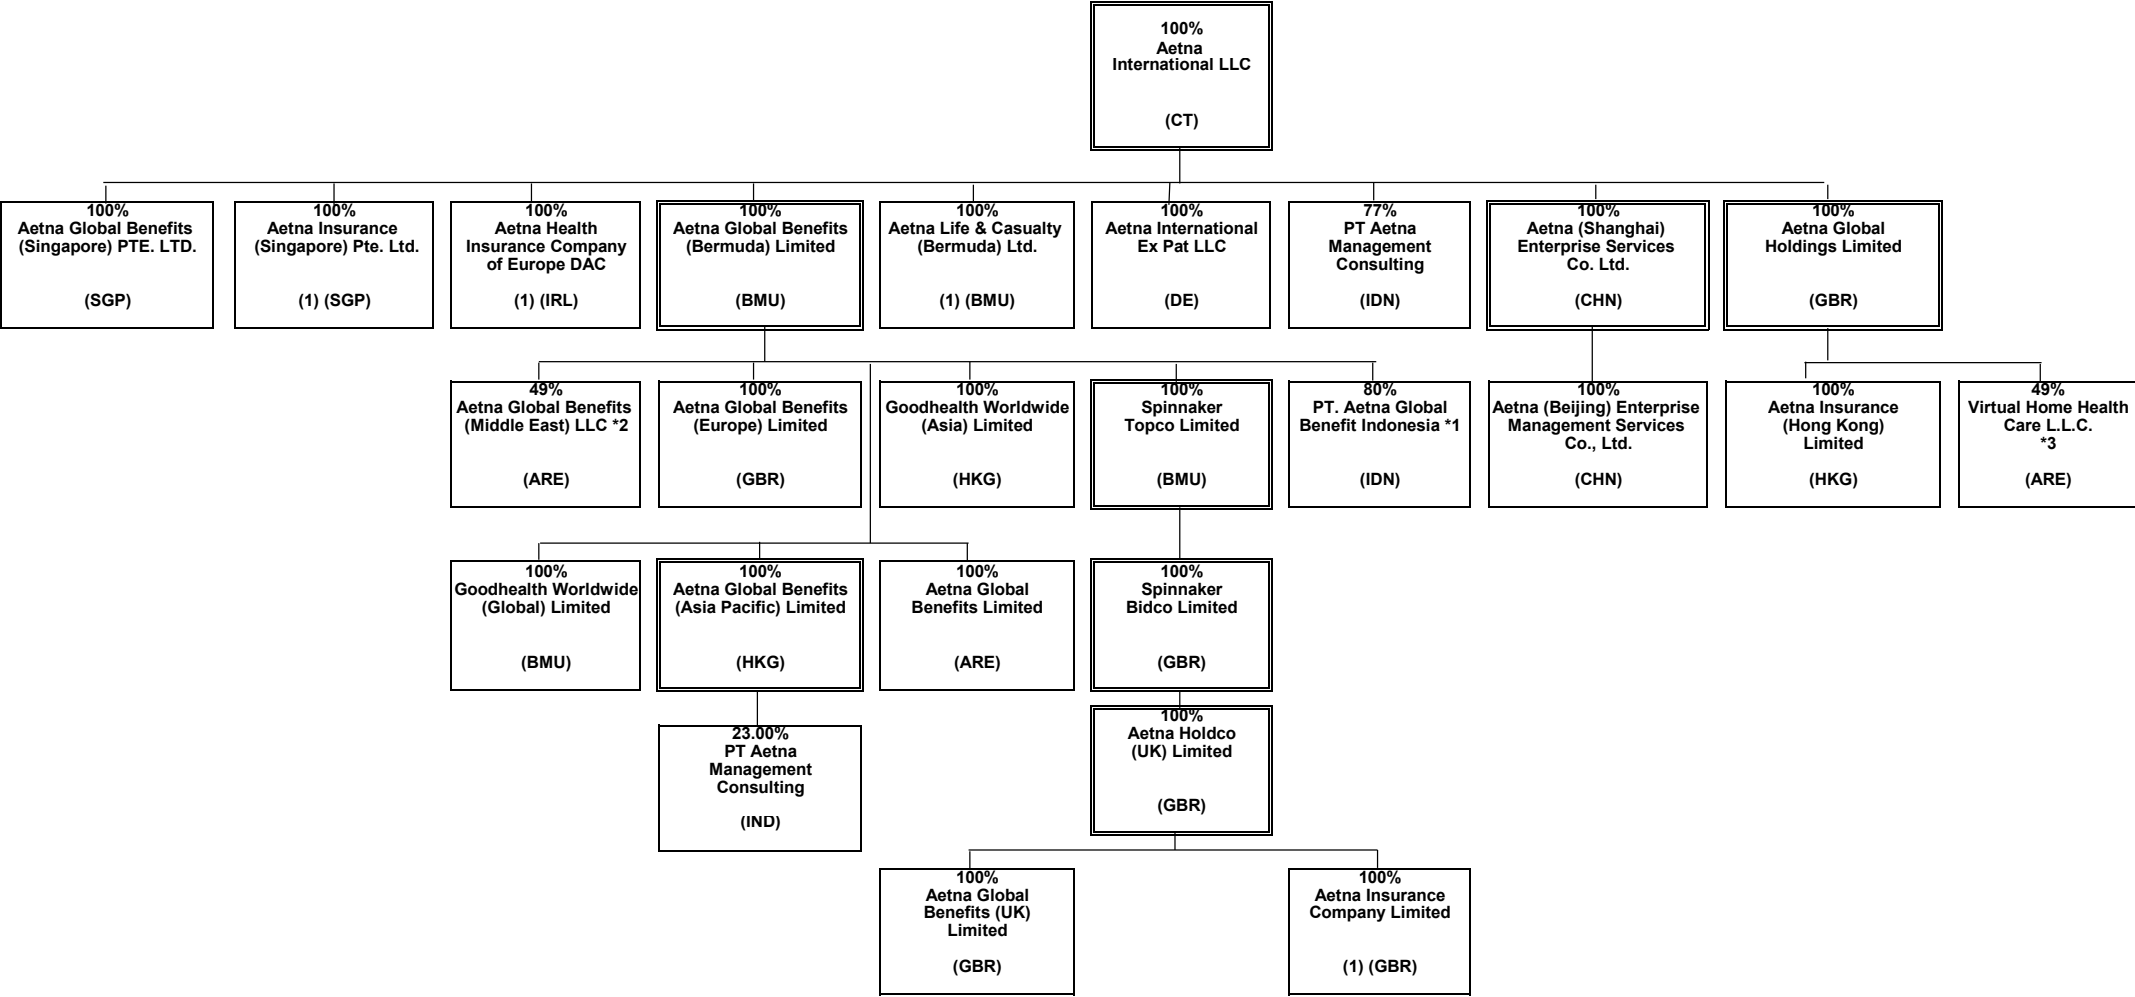 100%
Aetna
International LLC
(CT)
100%
Aetna Global Benefits
(Singapore) PTE. LTD.
(SGP)
100%
Aetna Insurance
(Singapore) Pte. Ltd.
(1) (SGP)
100%
Aetna Health
Insurance Company
of Europe DAC
(1) (IRL)
100%
Aetna Global Benefits
(Bermuda) Limited
(BMU)
100%
Aetna Life & Casualty
(Bermuda) Ltd.
(1) (BMU)
100%
Aetna International
Ex Pat LLC
(DE)
77%
PT Aetna
Management
Consulting
(IDN)
100%
Aetna (Shanghai)
Enterprise Services
Co. Ltd.
(CHN)
100%
Aetna Global
Holdings Limited
(GBR)
49%
Aetna Global Benefits
(Middle East) LLC *2
(ARE)
100%
Aetna Global Benefits
(Europe) Limited
(GBR)
100%
Goodhealth Worldwide
(Asia) Limited
(HKG)
100%
Spinnaker
Topco Limited
(BMU)
80%
PT. Aetna Global
Benefit Indonesia *1
(IDN)
100%
Aetna (Beijing) Enterprise
Management Services
Co., Ltd.
(CHN)
100%
Aetna Insurance
(Hong Kong)
Limited
(HKG)
49%
Virtual Home Health
Care L.L.C.
*3
(ARE)
100%
Goodhealth Worldwide
(Global) Limited
(BMU)
100%
Aetna Global Benefits
(Asia Pacific) Limited
(HKG)
100%
Aetna Global
Benefits Limited
(ARE)
100%
Spinnaker
Bidco Limited
(GBR)
23.00%
PT Aetna
Management
Consulting
(IND)
100%
Aetna Holdco
(UK) Limited
(GBR)
100%
Aetna Global
Benefits (UK)
Limited
(GBR)
100%
Aetna Insurance
Company Limited
(1) (GBR)